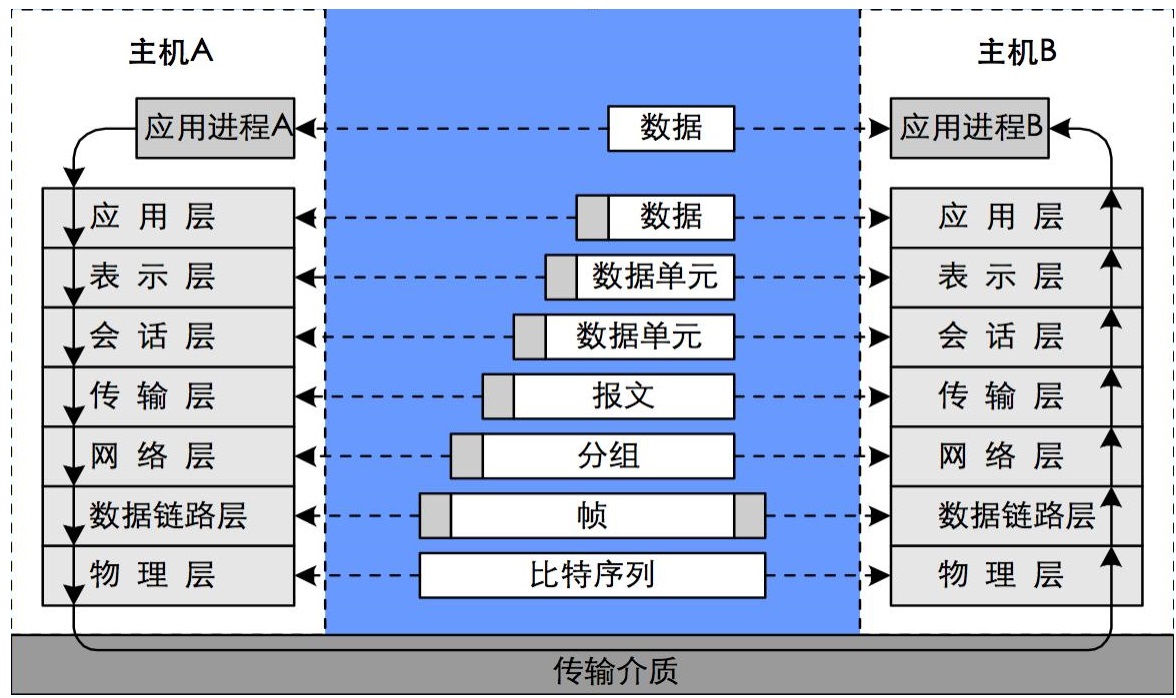 主机A 主机B
应用进程A 数据 应用进程B
应用层 数据 应用层
表示层 数据单元 表示层
会话层 数据单元 会话层
传输层 报文 传输层
网络层 分组 网络层
数据链路层 帧 数据链路层
物理层 比特序列 物理层
传输介质